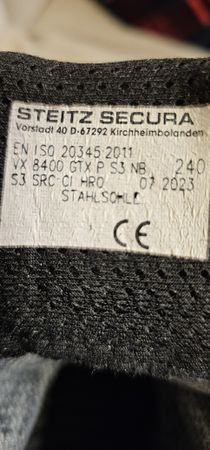 STEITZ SECURA
Vorstadt 40 D-67292 Kirchheimbolanden
EN ISO 20345:2011
VX 8400 GTX P S3 NB 240
S3 SRC-CI HRO 07 2023
STAHLSOHLE
CE